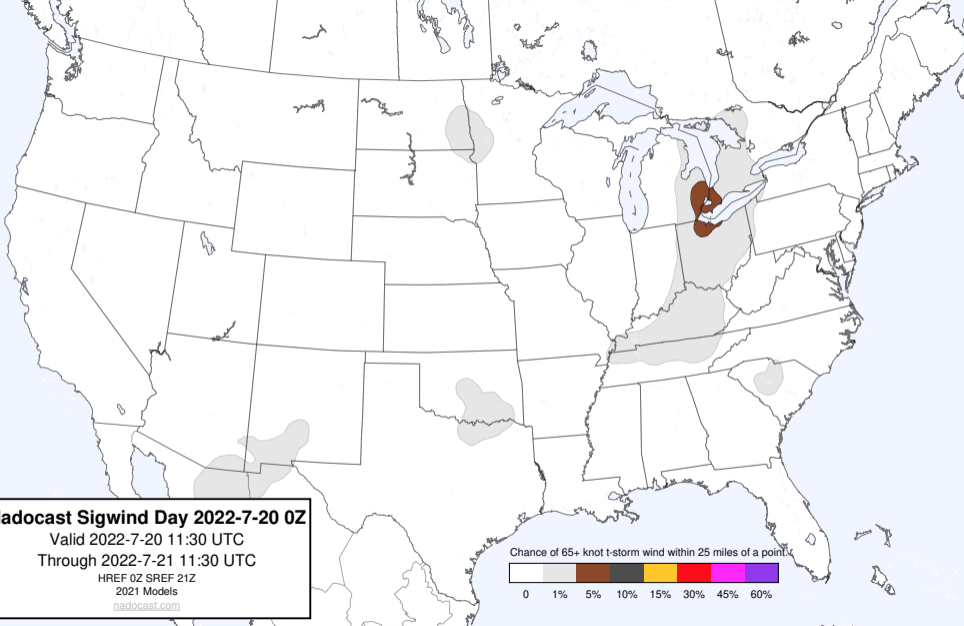 adocast Sigwind Day 2022-7-20 0Z
Valid 2022-7-20 11:30 UTC
Through 2022-7-21 11:30 UTC
HREF 0Z SREF 21Z
2021 Models
nadocast.com
Chance of 65+ knot t-storm wind within 25 miles of a point.
0 1% 5% 10% 15% 30% 45% 60%